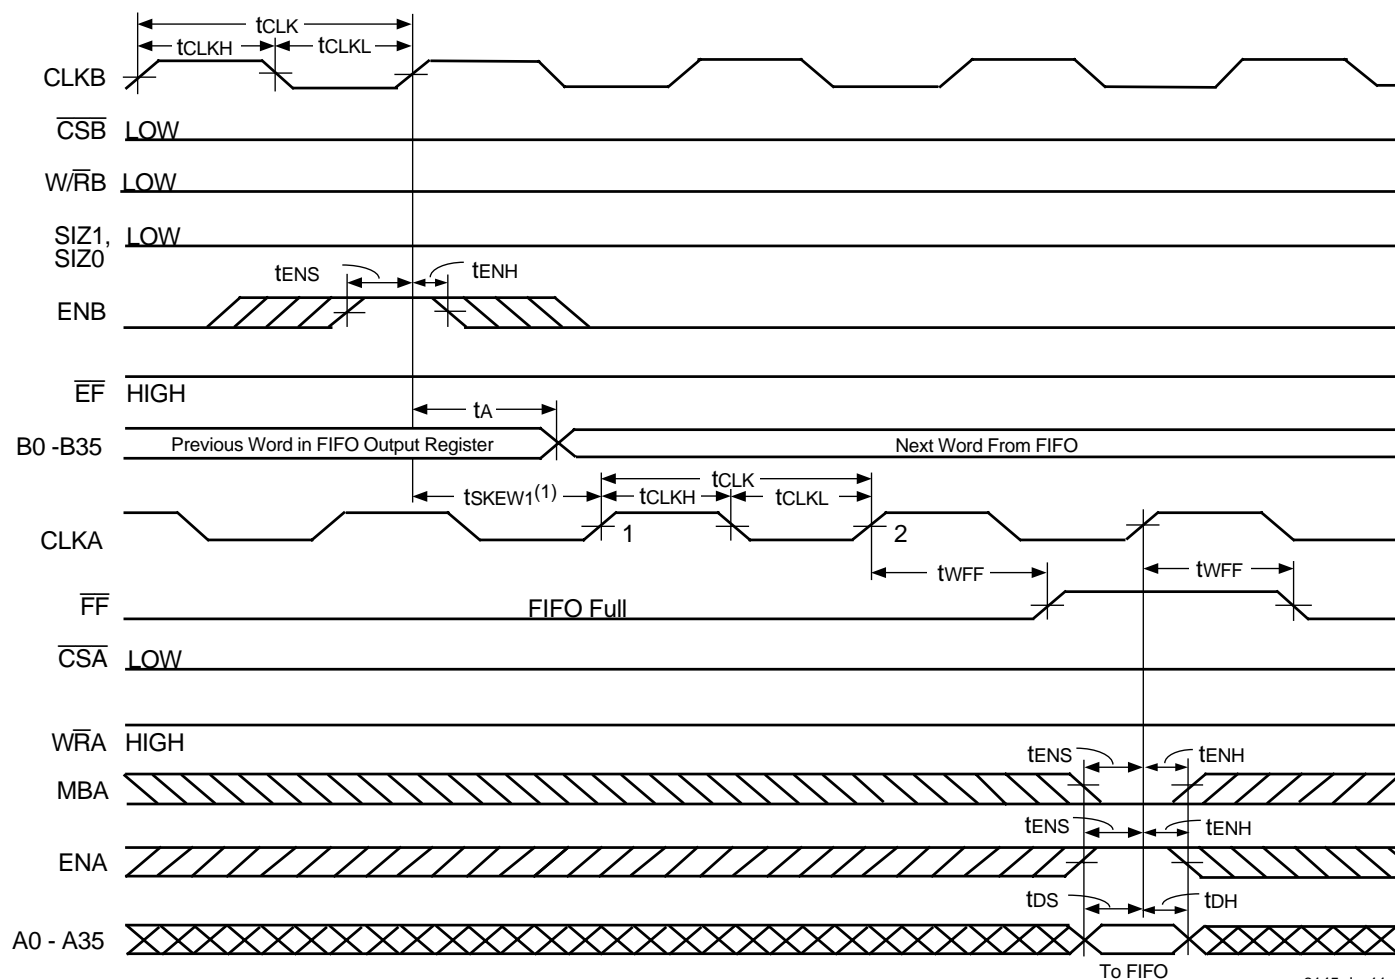 tCLK
tCLKH tCLKL
CLKB
CSB LOW
W/RB LOW
SIZ1, LOW
SIZ0
tENS tENH
ENB
EF HIGH
tA
B0 -B35 Previous Word in FIFO Output Register Next Word From FIFO
tCLK
tSKEW1(1) tCLKH tCLKL
CLKA 1 2
tWFF tWFF
FF FIFO Full
CSA LOW
WRA HIGH
tENS tENH
MBA
tENS tENH
ENA
tDS tDH
A0 - A35
To FIFO